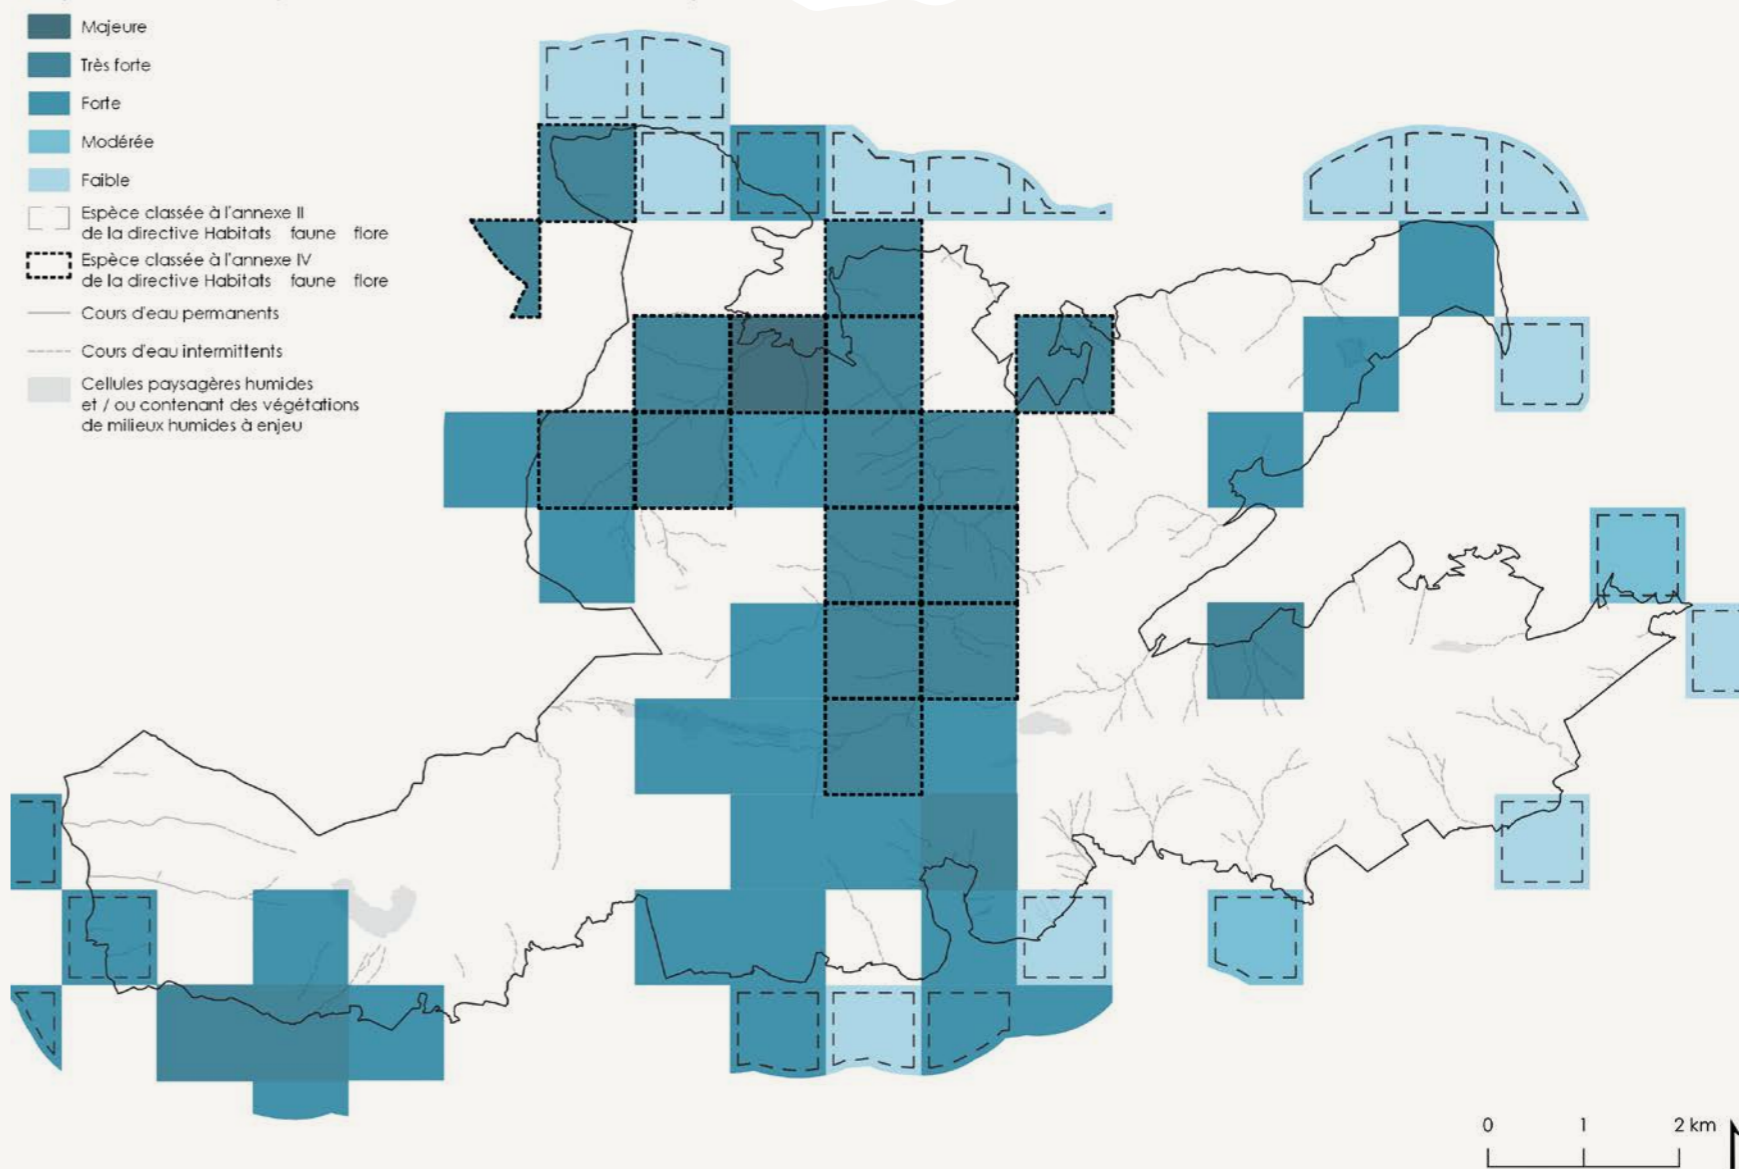 Majeure
Très forte
Forte
Modérée
Faible
Espèce classée à l'annexe II
de la directive Habitats faune flore
Espèce classée à l'annexe IV
de la directive Habitats faune flore
Cours d'eau permanents
Cours d'eau intermittents
Cellules paysagères humides
et / ou contenant des végétations
de milieux humides à enjeu
0 1 2 km